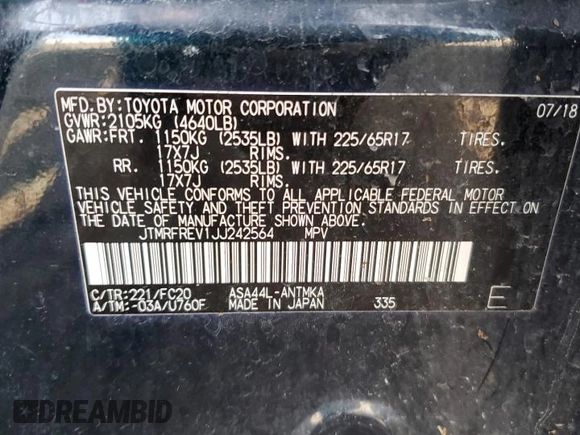 MFD.BY:TOYOTA MOTOR CORPORATION 07/18
GVWR:2105KG (4640LB)
GAWR:FRT. 1150KG (2535LB) WITH 225/65R17 TIRES.
17X7J RIMS.
RR. 1150KG (2535LB) WITH 225/65R17 TIRES.
17X7J RIMS.
THIS VEHICLE CONFORMS TO ALL APPLICABLE FEDERAL MOTOR
VEHICLE SAFETY AND THEFT PREVENTION STANDARDS IN EFFECT ON
THE DATE OF MANUFACTURE SHOWN ABOVE.
JTMRFREV1JJ242564 MPV
C/TR:221/FC20 ASA44L-ANTMKA
A/TM:-03A/U760F MADE IN JAPAN 335 E
DREAMBID